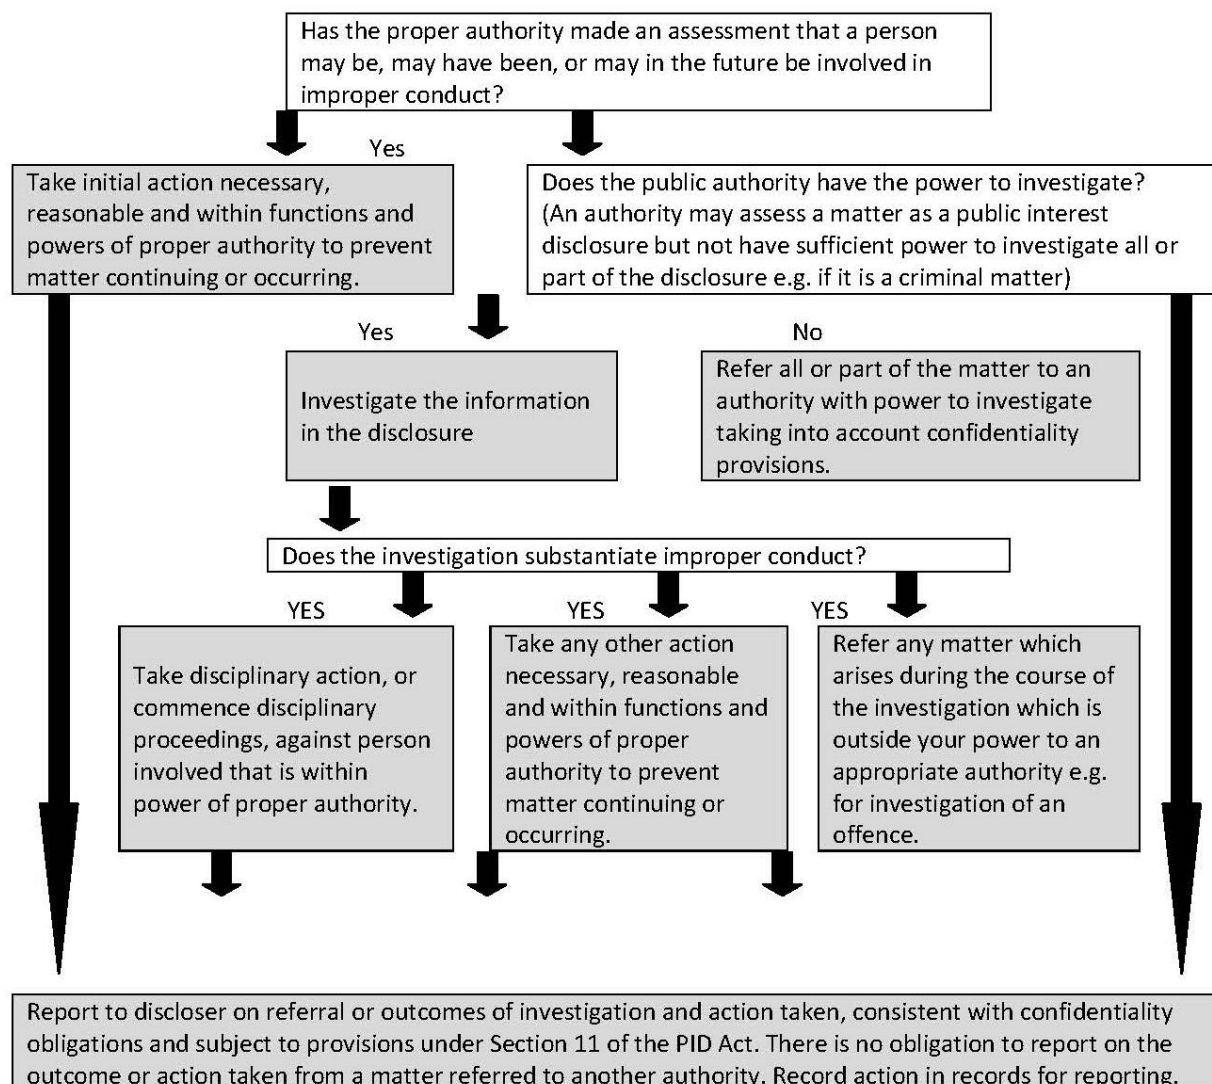 Has the proper authority made an assessment that a person
may be, may have been, or may in the future be involved in
improper conduct?
Yes
Take initial action necessary,
reasonable and within functions and
powers of proper authority to prevent
matter continuing or occurring.
Does the public authority have the power to investigate?
(An authority may assess a matter as a public interest
disclosure but not have sufficient power to investigate all or
part of the disclosure e.g. if it is a criminal matter)
Yes
No
Investigate the information
in the disclosure
Refer all or part of the matter to an
authority with power to investigate
taking into account confidentiality
provisions.
Does the investigation substantiate improper conduct?
YES
YES
YES
Take disciplinary action, or
commence disciplinary
proceedings, against person
involved that is within
power of proper authority.
Take any other action
necessary, reasonable
and within functions and
powers of proper
authority to prevent
matter continuing or
occurring.
Refer any matter which
arises during the course of
the investigation which is
outside your power to an
appropriate authority e.g.
for investigation of an
offence.
Report to discloser on referral or outcomes of investigation and action taken, consistent with confidentiality
obligations and subject to provisions under Section 11 of the PID Act. There is no obligation to report on the
outcome or action taken from a matter referred to another authority. Record action in records for reporting.